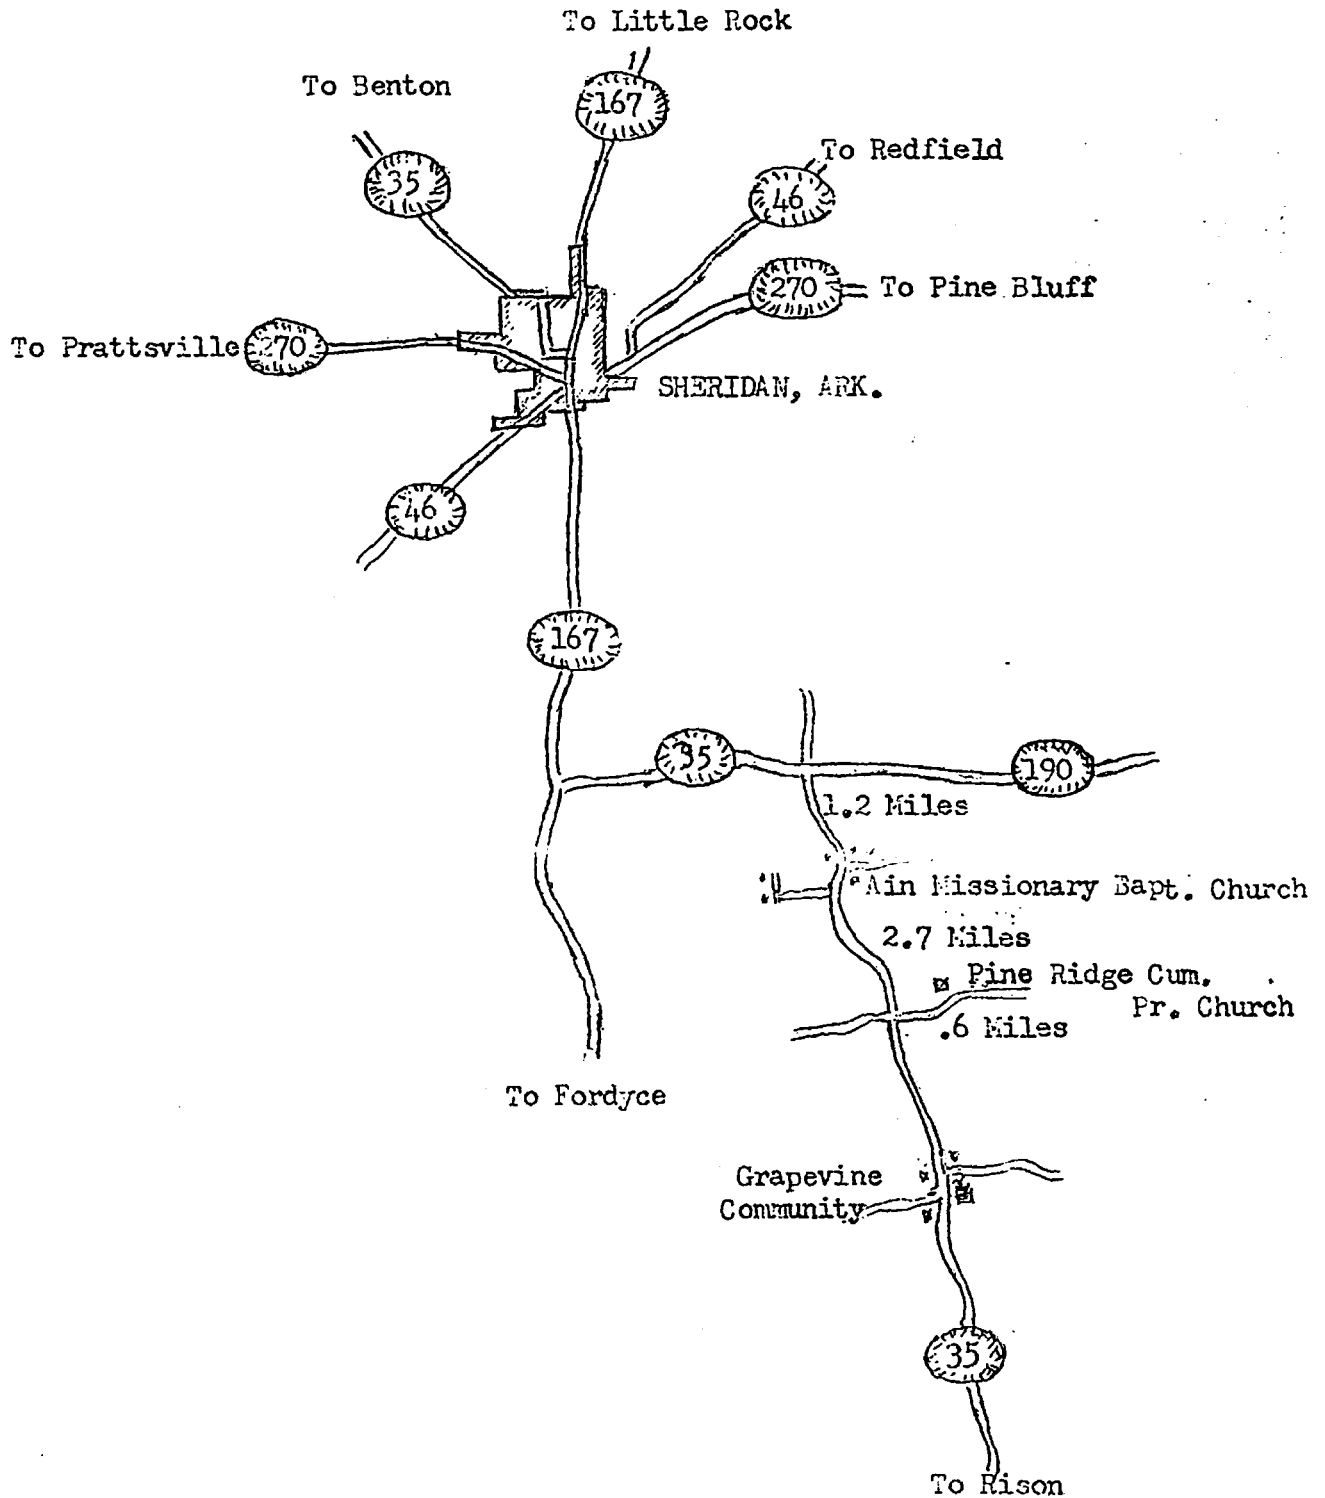 To Little Rock
To Benton
167
To Redfield
35
46
270
To Pine Bluff
To Prattsville
270
SHERIDAN, ARK.
46
167
35
190
1.2 Miles
Ain Missionary Bapt. Church
2.7 Miles
Pine Ridge Cum.
Pr. Church
.6 Miles
To Fordyce
Grapevine
Community
35
To Rison